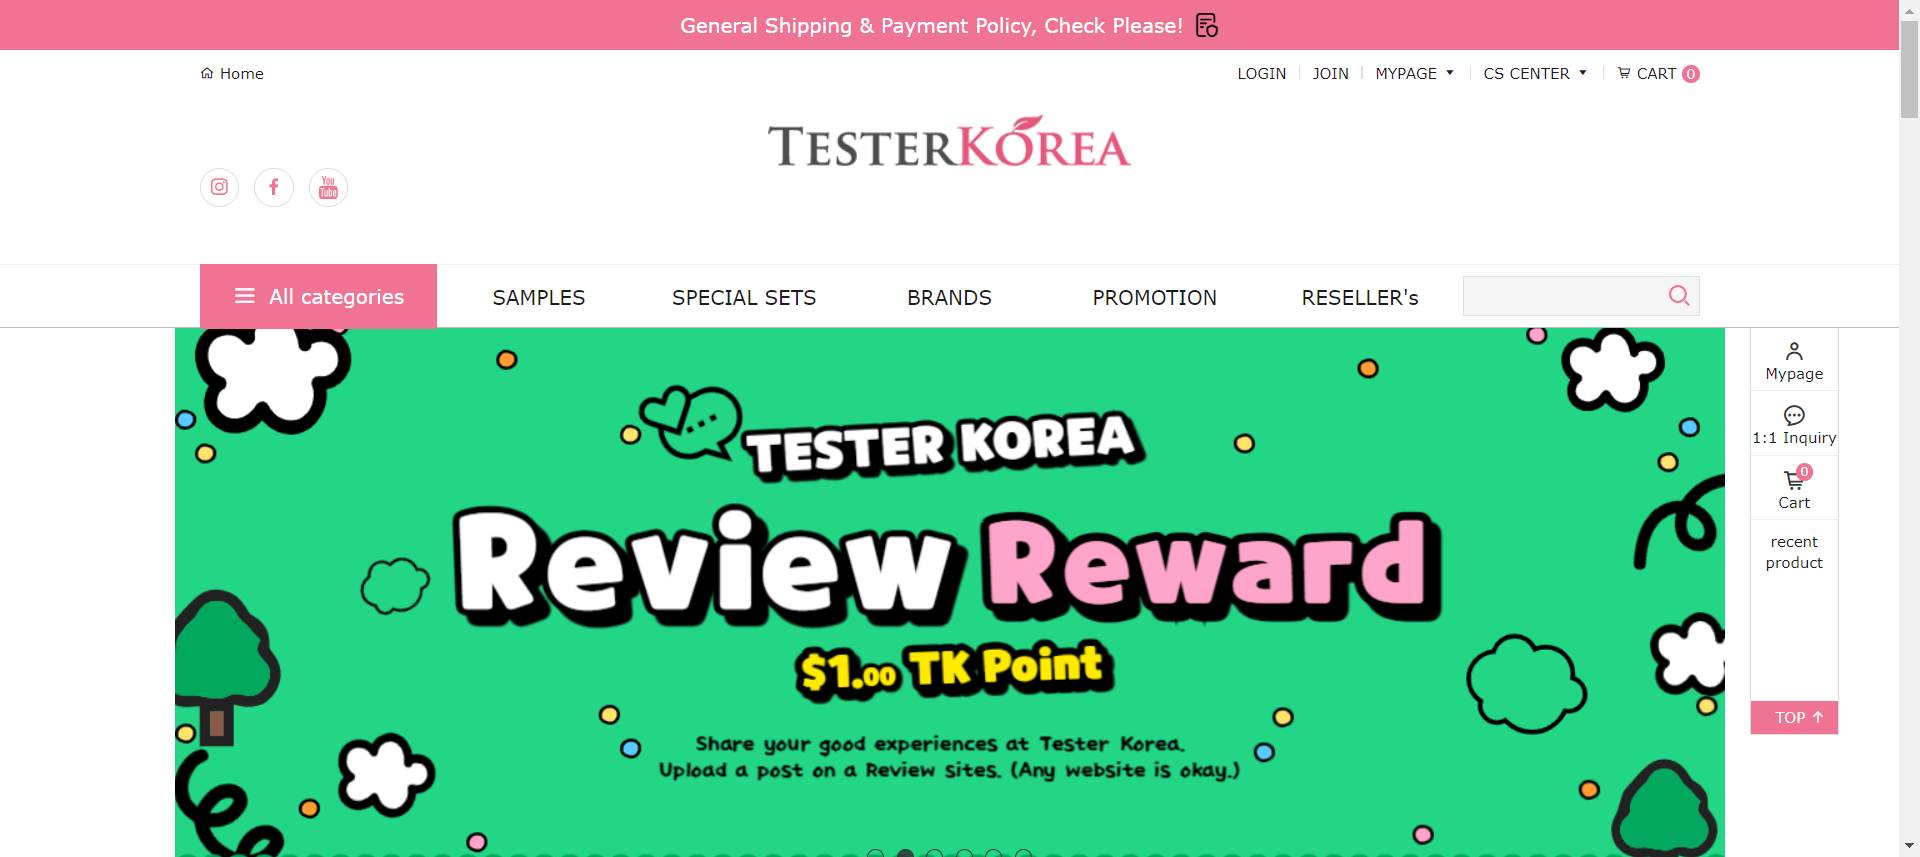 General Shipping & Payment Policy, Check Please!
Home
LOGIN JOIN MYPAGE CS CENTER CART 0
TESTERKOREA
You
Tube
All categories SAMPLES SPECIAL SETS BRANDS PROMOTION RESELLER's
TESTER KOREA
Review Reward
$1.00 TK Point
Share your good experiences at Tester Korea.
Upload a post on a Review sites. (Any website is okay.)
Mypage
1:1 Inquiry
0
Cart
recent
product
TOP